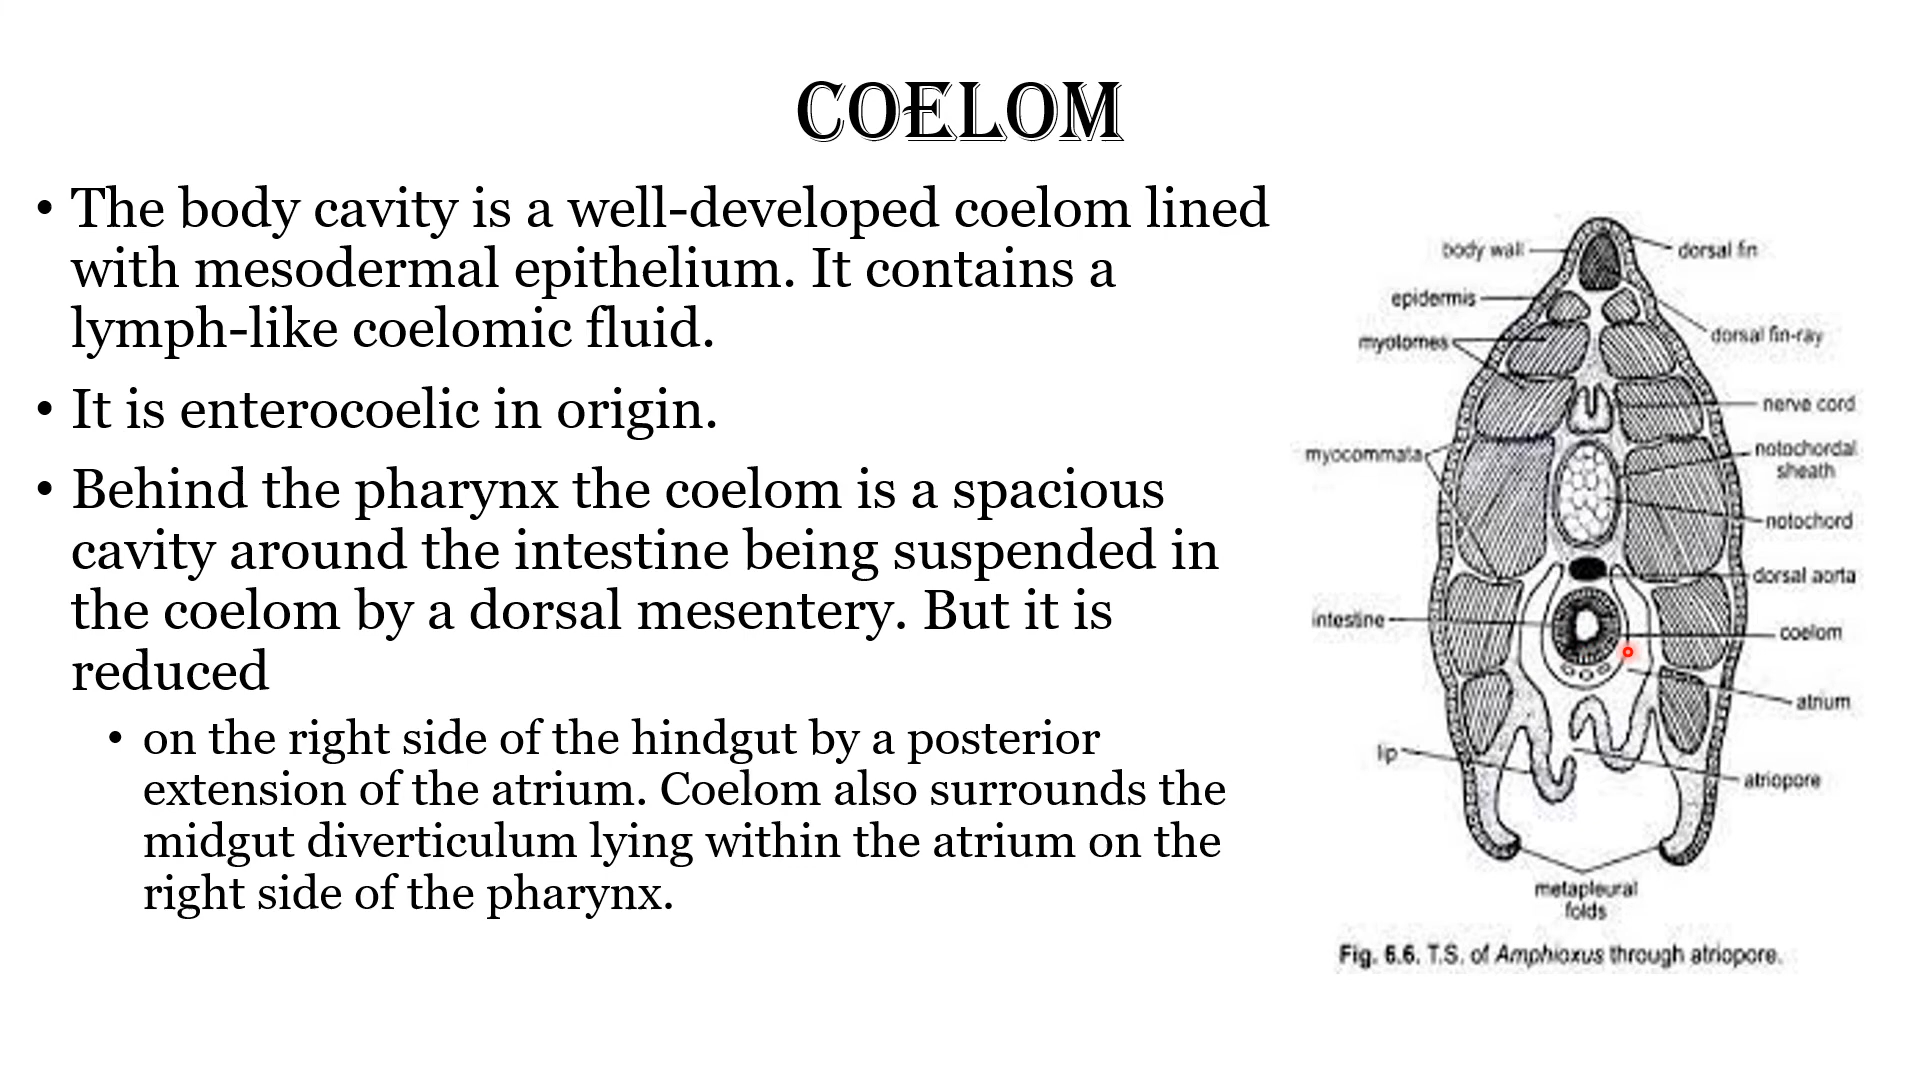 COELOM
• The body cavity is a well-developed coelom lined
with mesodermal epithelium. It contains a
lymph-like coelomic fluid.
• It is enterocoelic in origin.
• Behind the pharynx the coelom is a spacious
cavity around the intestine being suspended in
the coelom by a dorsal mesentery. But it is
reduced
• on the right side of the hindgut by a posterior
extension of the atrium. Coelom also surrounds the
midgut diverticulum lying within the atrium on the
right side of the pharynx.
body wall
dorsal fin
epidermis
dorsal fin-ray
myotomes
nerve cord
myocommata
notochordal
sheath
notochord
dorsal aorta
intestine
coelom
atrium
lip
atriopore
metapleural
folds
Fig. 6.6. T.S. of Amphioxus through atriopore.